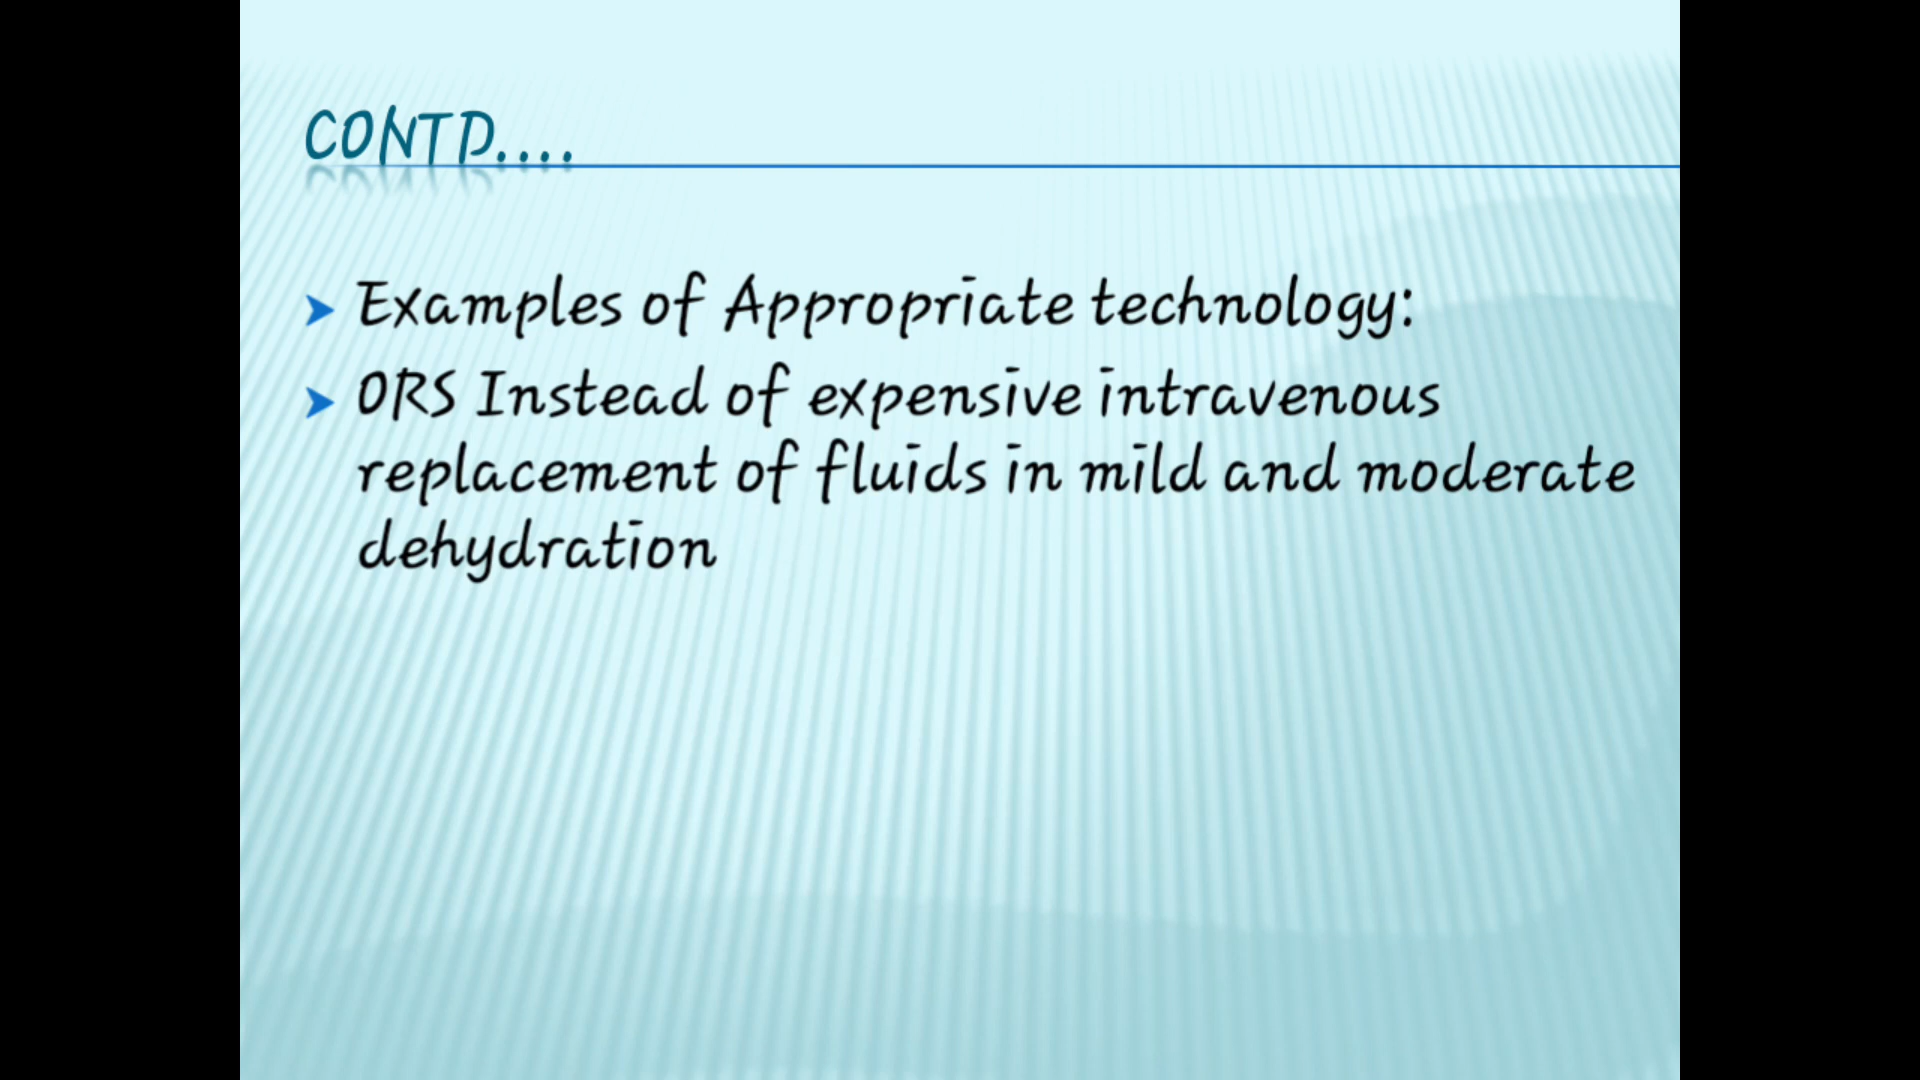 CONTD....
Examples of Appropriate technology:
ORS Instead of expensive intravenous
replacement of fluids in mild and moderate
dehydration